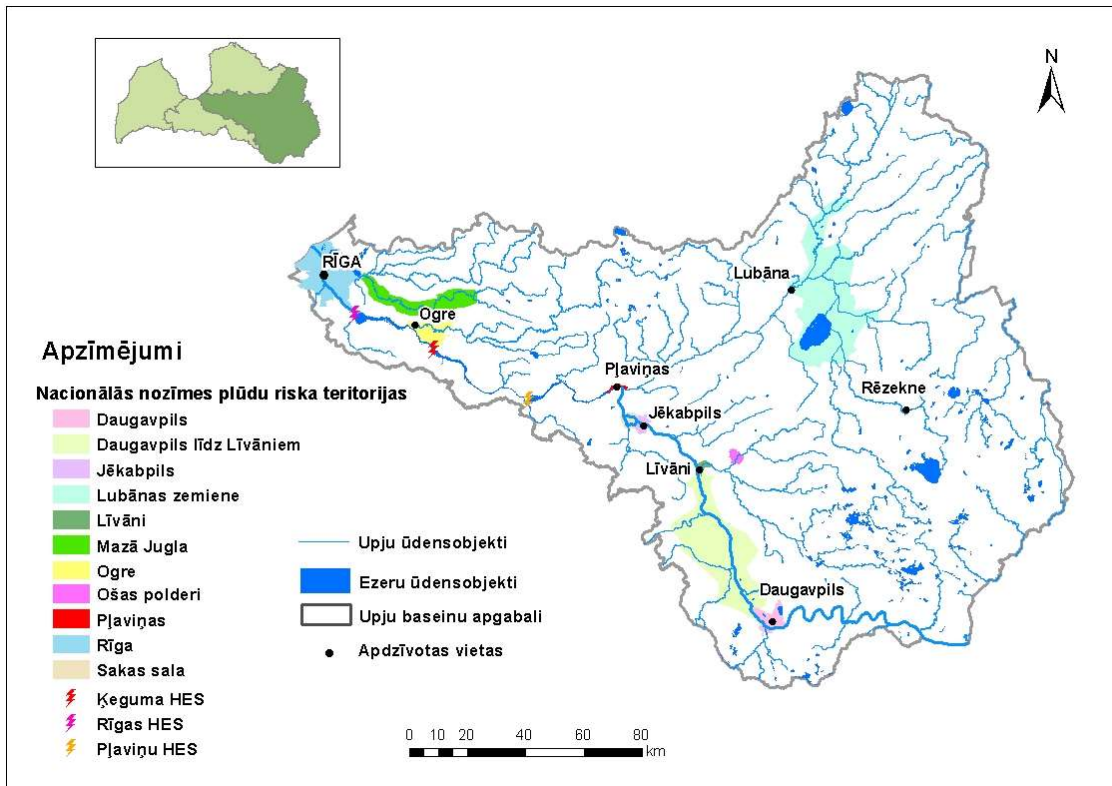 N
RĪGA
Ogre
Lubāna
Pļaviņas
Rēzekne
Jēkabpils
Līvāni
Daugavpils
Apzīmējumi
Nacionālās nozīmes plūdu riska teritorijas
Daugavpils
Daugavpils līdz Līvāniem
Jēkabpils
Lubānas zemiene
Līvāni
Mazā Jugla
Ogre
Ošas polderi
Pļaviņas
Rīga
Sakas sala
Ķeguma HES
Rīgas HES
Pļaviņu HES
Upju ūdensobjekti
Ezeru ūdensobjekti
Upju baseinu apgabali
Apdzīvotas vietas
0 10 20 40 60 80
km